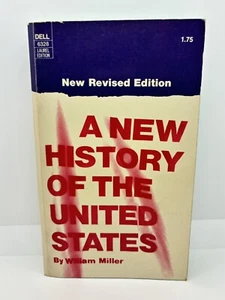 DELL
6328
LAUREL
EDITION
1.75
New Revised Edition
A NEW
HISTORY
OF THE
UNITED
STATES
By William Miller